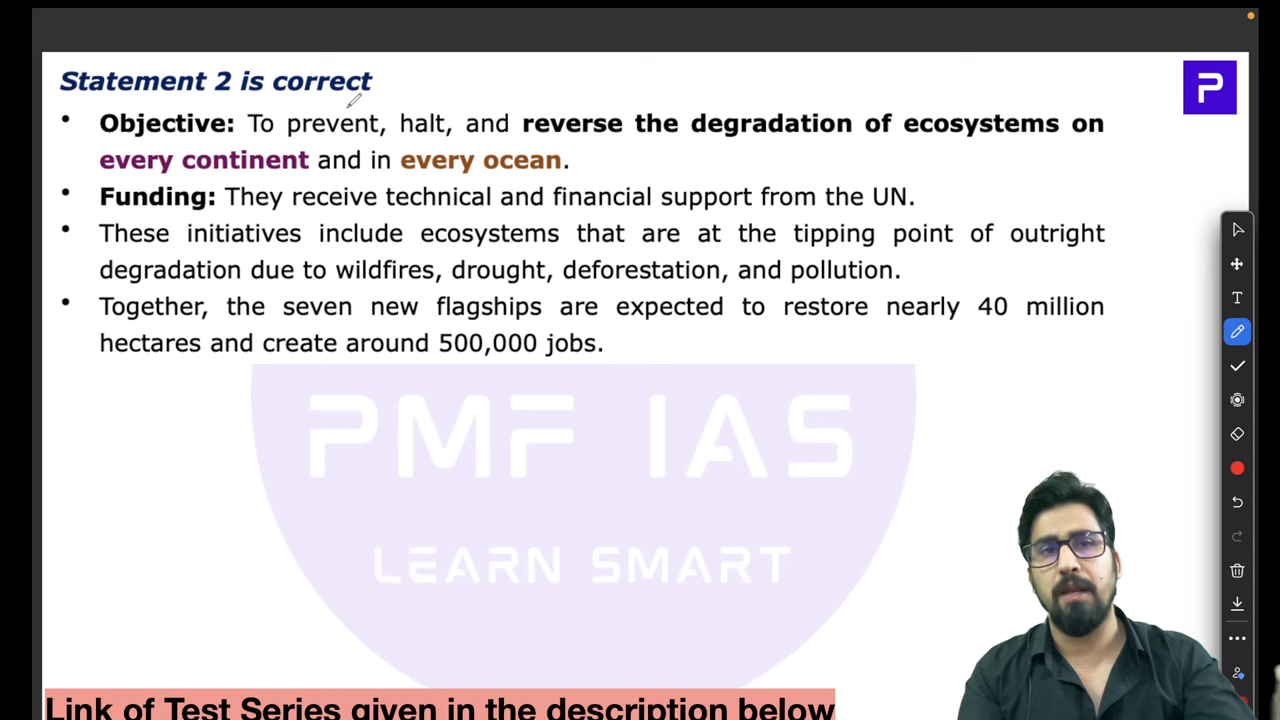 Statement 2 is correct
P
• Objective: To prevent, halt, and reverse the degradation of ecosystems on
every continent and in every ocean.
• Funding: They receive technical and financial support from the UN.
• These initiatives include ecosystems that are at the tipping point of outright
degradation due to wildfires, drought, deforestation, and pollution.
• Together, the seven new flagships are expected to restore nearly 40 million
hectares and create around 500,000 jobs.
PMF IAS
LEARN SMART
T
Link of Test Series given in the description below